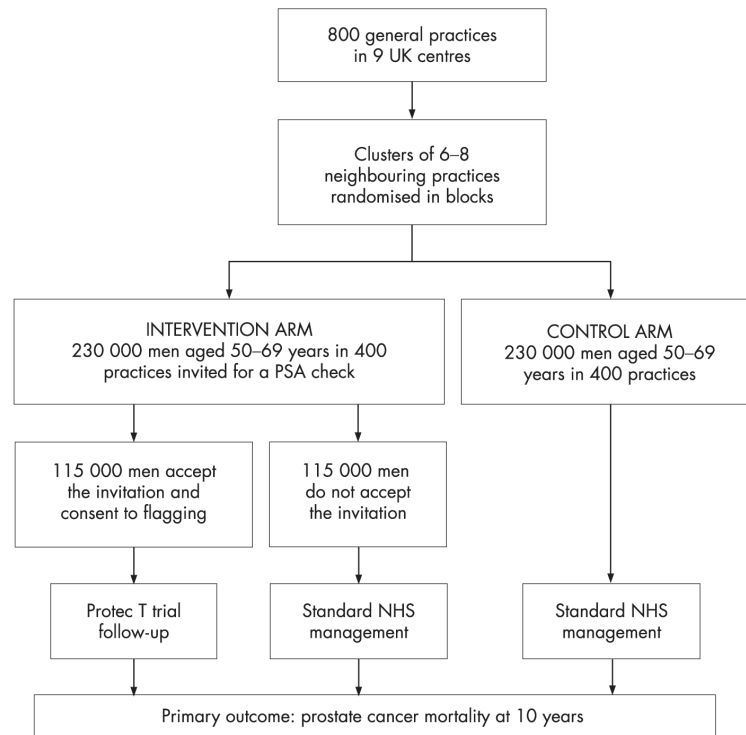 800 general practices
in 9 UK centres
Clusters of 6–8
neighbouring practices
randomised in blocks
INTERVENTION ARM
230 000 men aged 50–69 years in 400
practices invited for a PSA check
CONTROL ARM
230 000 men aged 50–69
years in 400 practices
115 000 men accept
the invitation and
consent to flagging
115 000 men
do not accept
the invitation
Protec T trial
follow-up
Standard NHS
management
Standard NHS
management
Primary outcome: prostate cancer mortality at 10 years